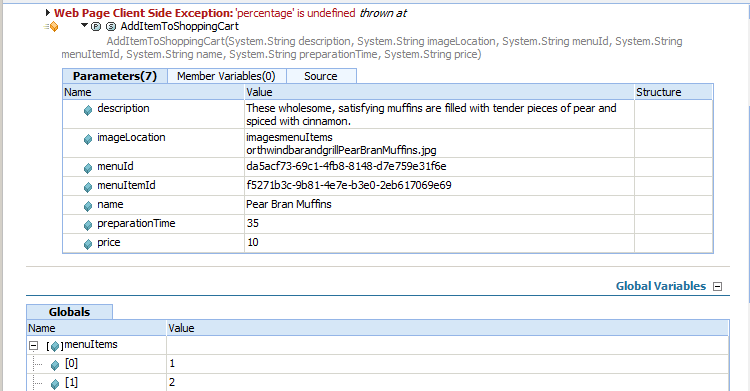 Web Page Client Side Exception: 'percentage' is undefined thrown at
AddItemToShoppingCart
AddItemToShoppingCart(System.String description, System.String imageLocation, System.String menuId, System.String
menuItemId, System.String name, System.String preparationTime, System.String price)
Parameters(7) Member Variables(0) Source
Name Value Structure
description These wholesome, satisfying muffins are filled with tender pieces of pear and
spiced with cinnamon.
imageLocation imagesmenuItems
orthwindbarandgrillPearBranMuffins.jpg
menuId da5acf73-69c1-4fb8-8148-d7e759e31f6e
menuItemId f5271b3c-9b81-4e7e-b3e0-2eb617069e69
name Pear Bran Muffins
preparationTime 35
price 10
Global Variables
Globals
Name Value
menuItems
[0] 1
[1] 2